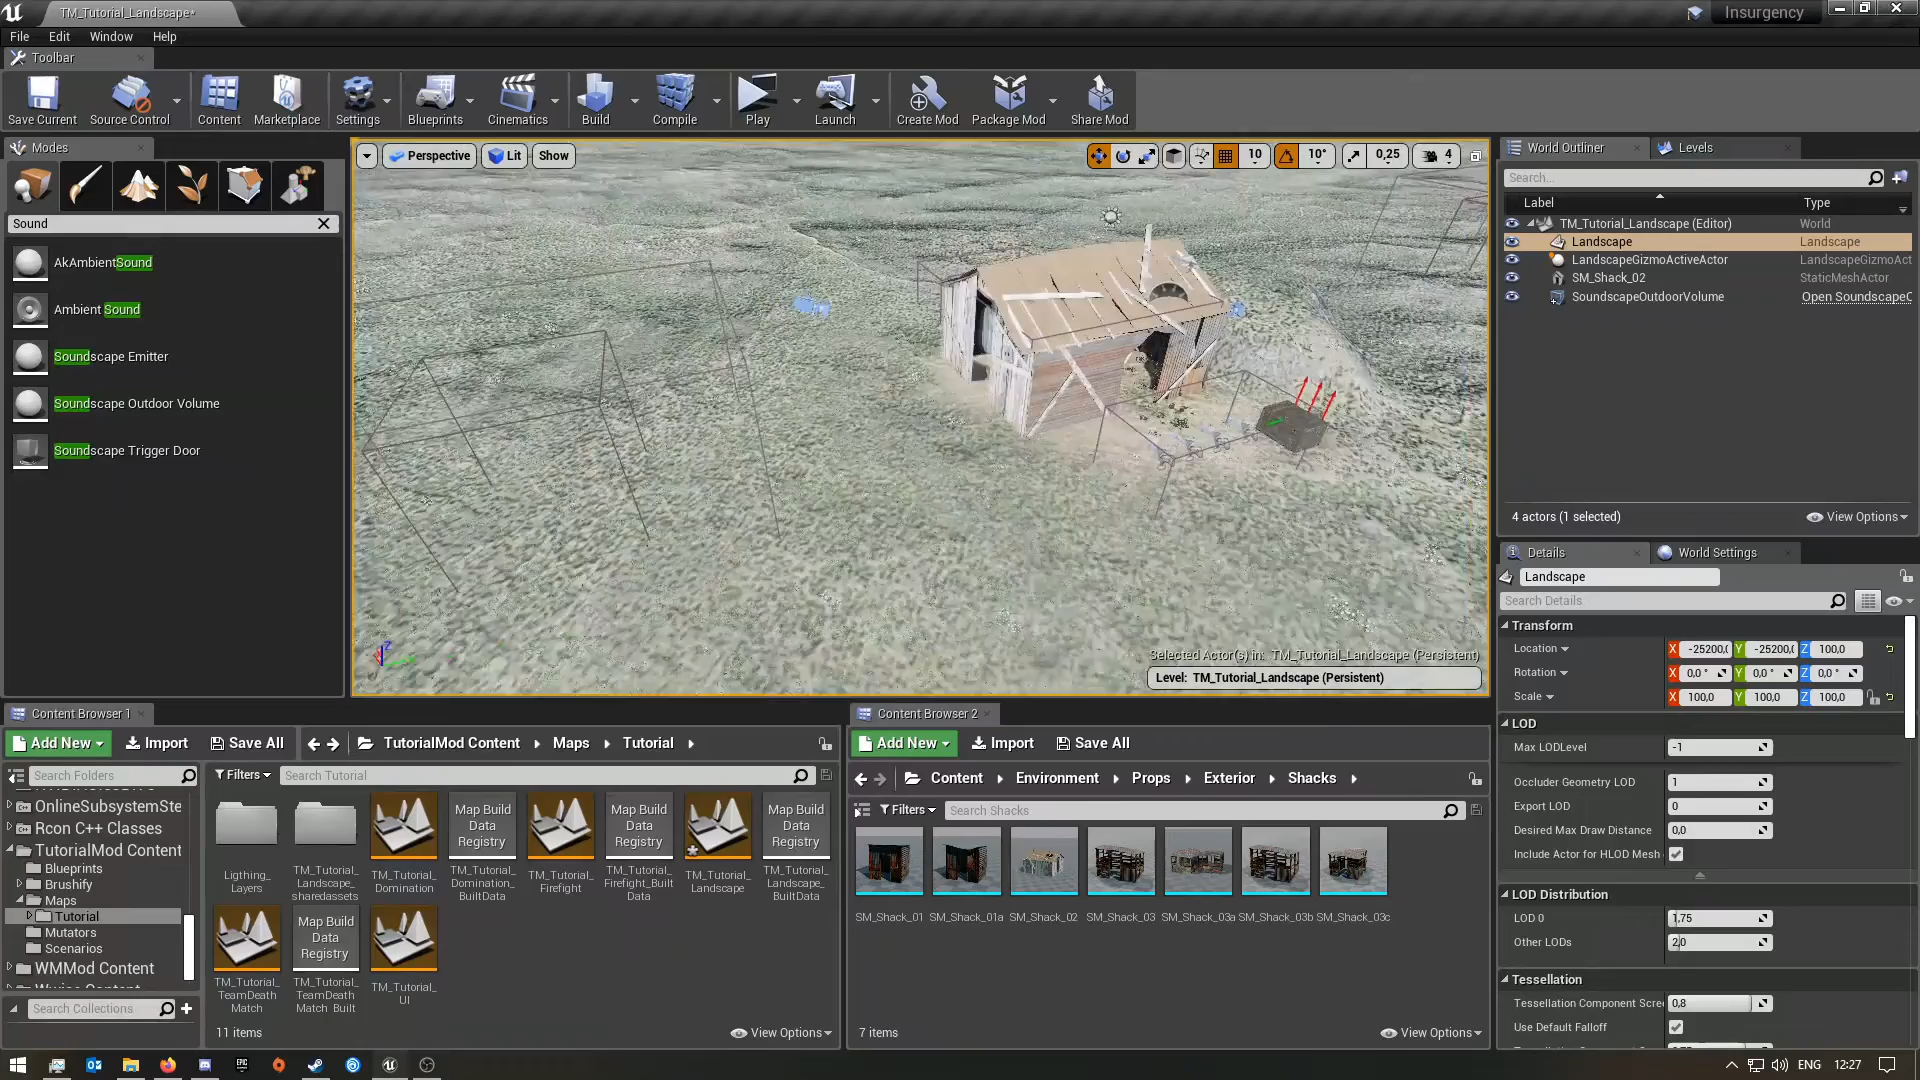 TM_Tutorial_Landscape*
Insurgency
File Edit Window Help
Toolbar
Save Current
Source Control
Content
Marketplace
Settings
Blueprints
Cinematics
Build
Compile
Play
Launch
Create Mod
Package Mod
Share Mod
Modes
Sound
AkAmbientSound
Ambient Sound
Soundscape Emitter
Soundscape Outdoor Volume
Soundscape Trigger Door
Perspective
Lit
Show
10
10°
0,25
4
Selected Actor(s) in: TM_Tutorial_Landscape (Persistent)
Level: TM_Tutorial_Landscape (Persistent)
World Outliner
Levels
Search...
Label Type
TM_Tutorial_Landscape (Editor) World
Landscape Landscape
LandscapeGizmoActiveActor LandscapeGizmoAct
SM_Shack_02 StaticMeshActor
SoundscapeOutdoorVolume Open SoundscapeC
4 actors (1 selected)
View Options
Details
World Settings
Landscape
Search Details
Transform
Location X -25200,( Y -25200,( Z 100,0
Rotation X 0,0 ° Y 0,0 ° Z 0,0 °
Scale X 100,0 Y 100,0 Z 100,0
LOD
Max LODLevel -1
Occluder Geometry LOD 1
Export LOD 0
Desired Max Draw Distance 0,0
Include Actor for HLOD Mesh
LOD Distribution
LOD 0 1,75
Other LODs 2,0
Tessellation
Tessellation Component Scree 0,8
Use Default Falloff
Content Browser 1
Add New
Import
Save All
TutorialMod Content
Maps
Tutorial
Search Folders
Filters
Search Tutorial
OnlineSubsystemSte
Rcon C++ Classes
TutorialMod Content
Blueprints
Brushify
Maps
Tutorial
Mutators
Scenarios
WMMod Content
Search Collections
Map Build
Data
Registry
Map Build
Data
Registry
Map Build
Data
Registry
Ligthing_
Layers
TM_Tutorial_
Landscape_
sharedassets
TM_Tutorial_
Domination
TM_Tutorial_
Domination_
BuiltData
TM_Tutorial_
Firefight
TM_Tutorial_
Firefight_Built
Data
TM_Tutorial_
Landscape
TM_Tutorial_
Landscape_
BuiltData
Map Build
Data
Registry
TM_Tutorial_
TeamDeath
Match
TM_Tutorial_
TeamDeath
Match_Built
TM_Tutorial_
UI
11 items
View Options
Content Browser 2
Add New
Import
Save All
Content
Environment
Props
Exterior
Shacks
Filters
Search Shacks
SM_Shack_01
SM_Shack_01a
SM_Shack_02
SM_Shack_03
SM_Shack_03a
SM_Shack_03b
SM_Shack_03c
7 items
View Options
ENG
12:27